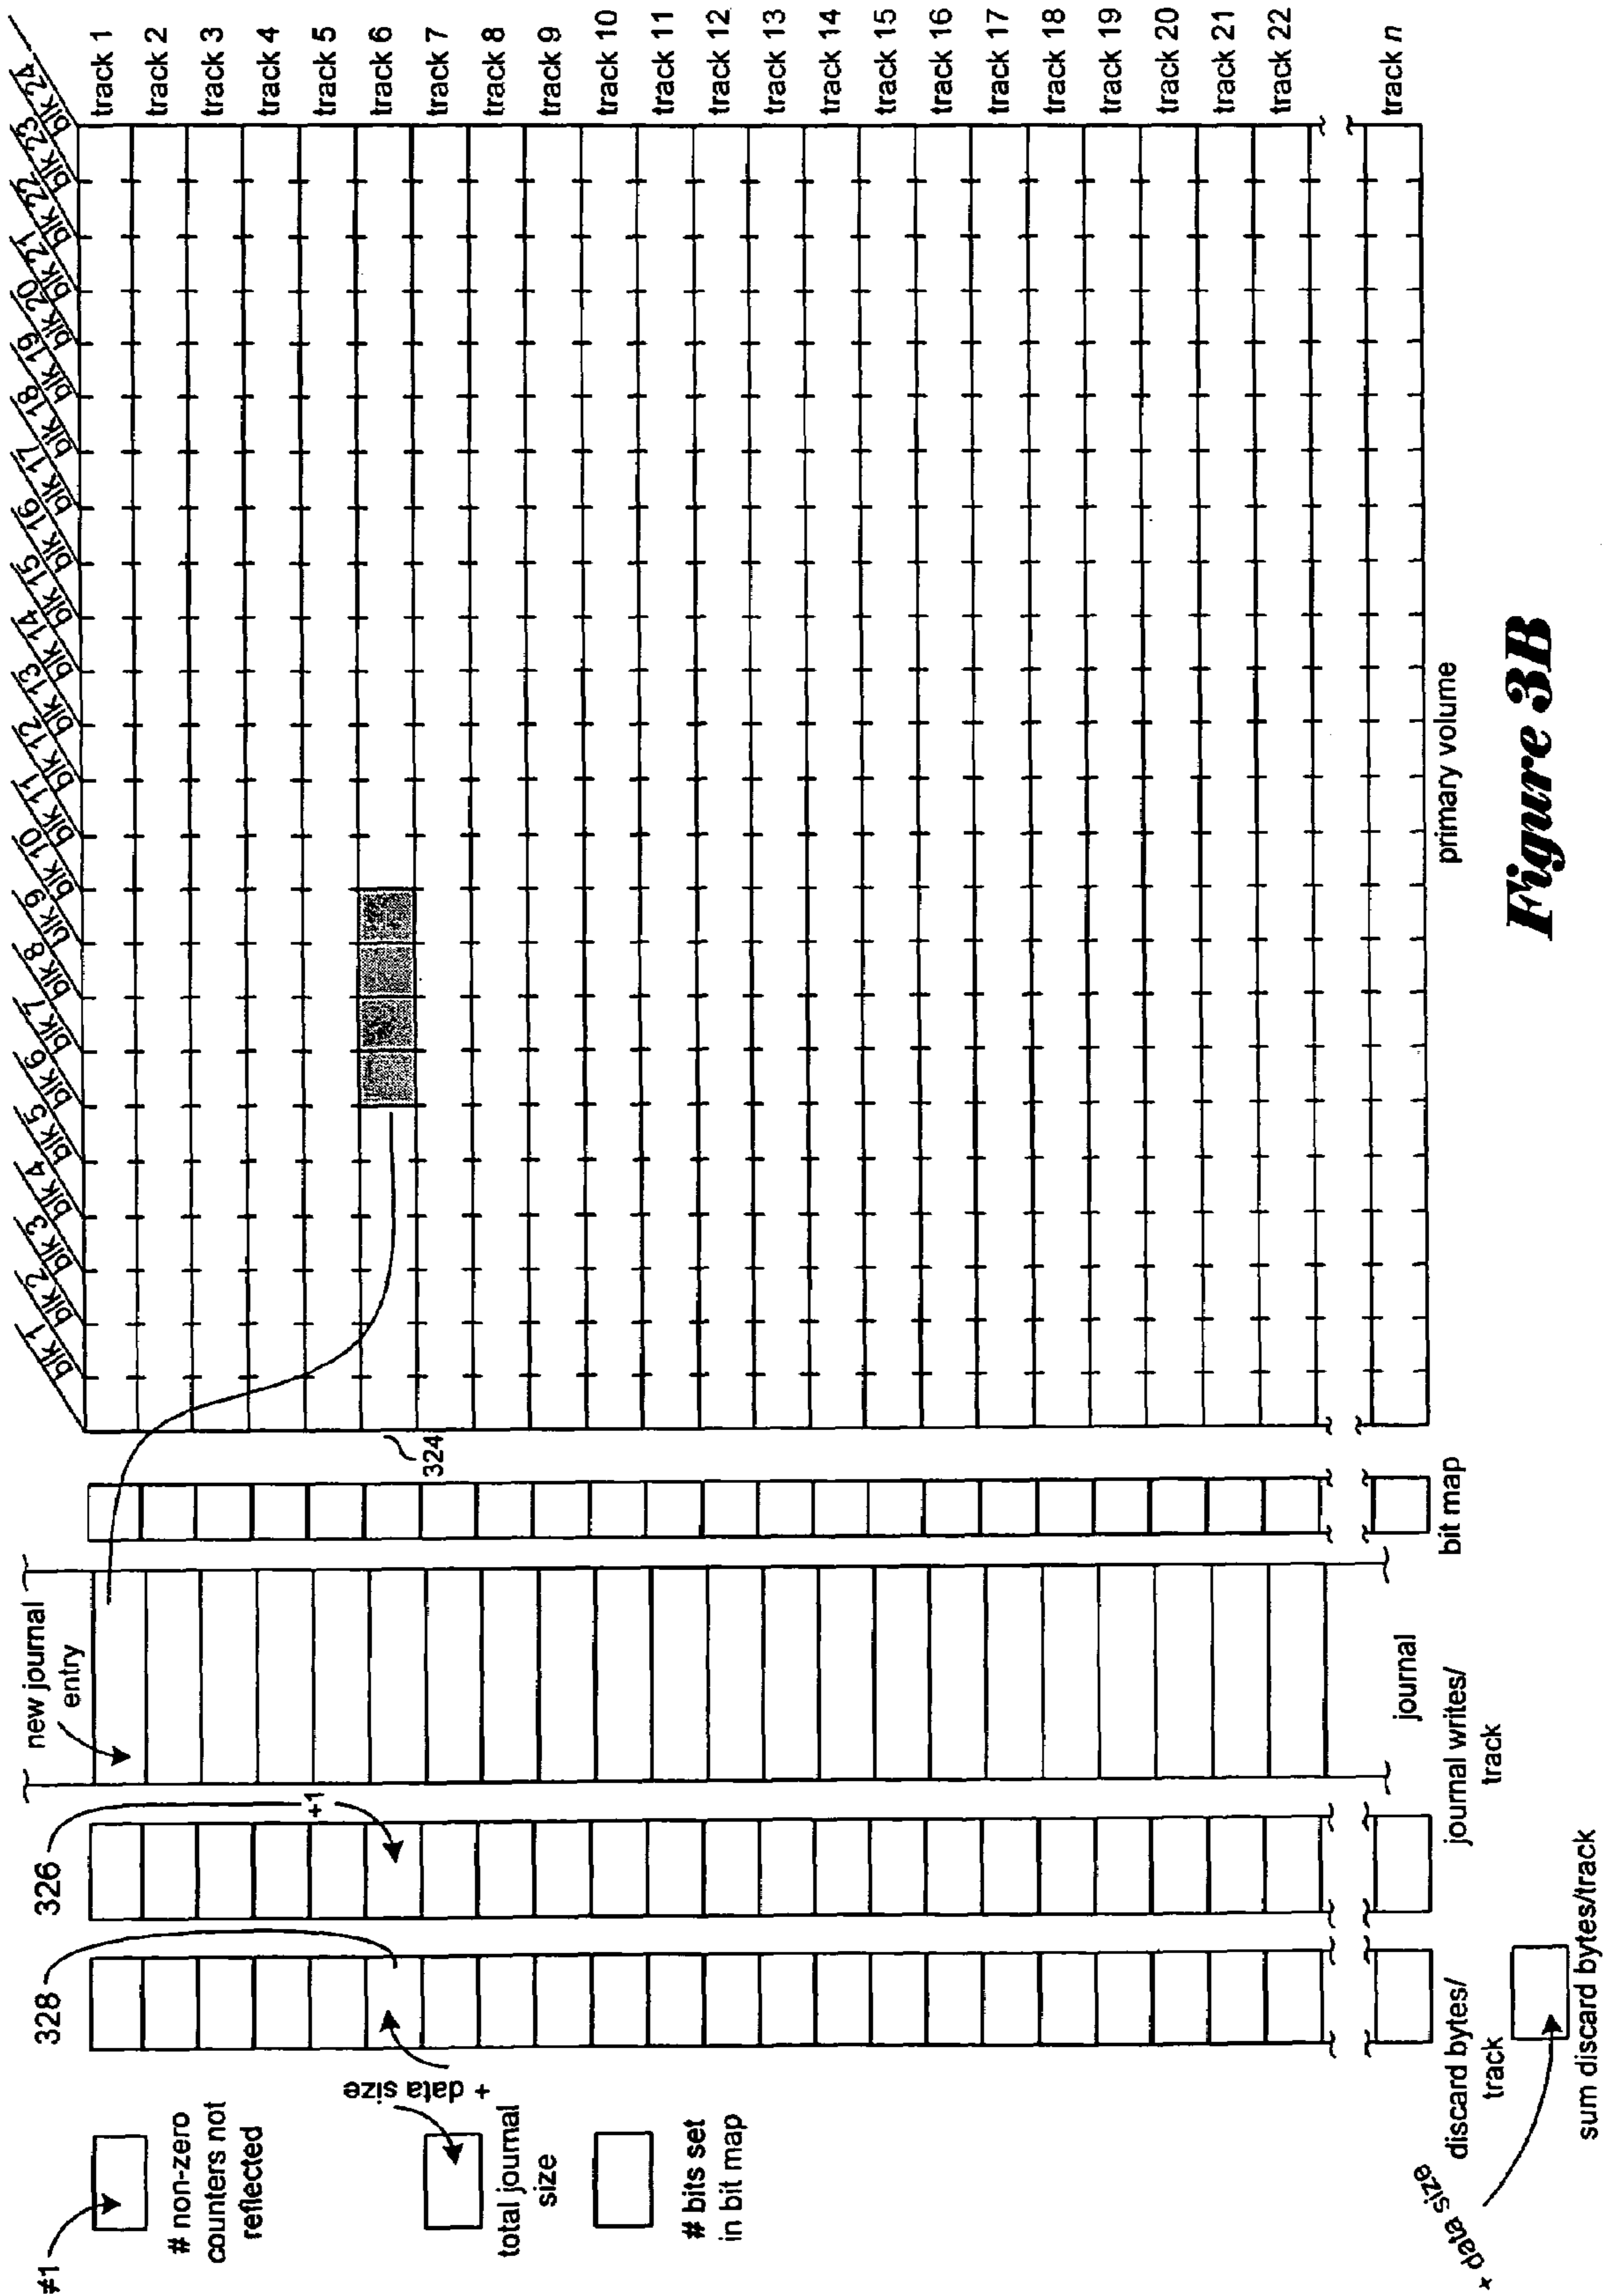 blk 1
blk 2
blk 3
blk 4
blk 5
blk 6
blk 7
blk 8
blk 9
blk 10
blk 11
blk 12
blk 13
blk 14
blk 15
blk 16
blk 17
blk 18
blk 19
blk 20
blk 21
blk 22
blk 23
blk 24
track 1
track 2
track 3
track 4
track 5
track 6
track 7
track 8
track 9
track 10
track 11
track 12
track 13
track 14
track 15
track 16
track 17
track 18
track 19
track 20
track 21
track 22
track n
≠1
# non-zero
counters not
reflected
328
326
+1
new journal
entry
324
+ data size
total journal
size
# bits set
in bit map
discard bytes/
track
journal writes/
track
journal
bit map
primary volume
+ data size
sum discard bytes/track
Figure 3B